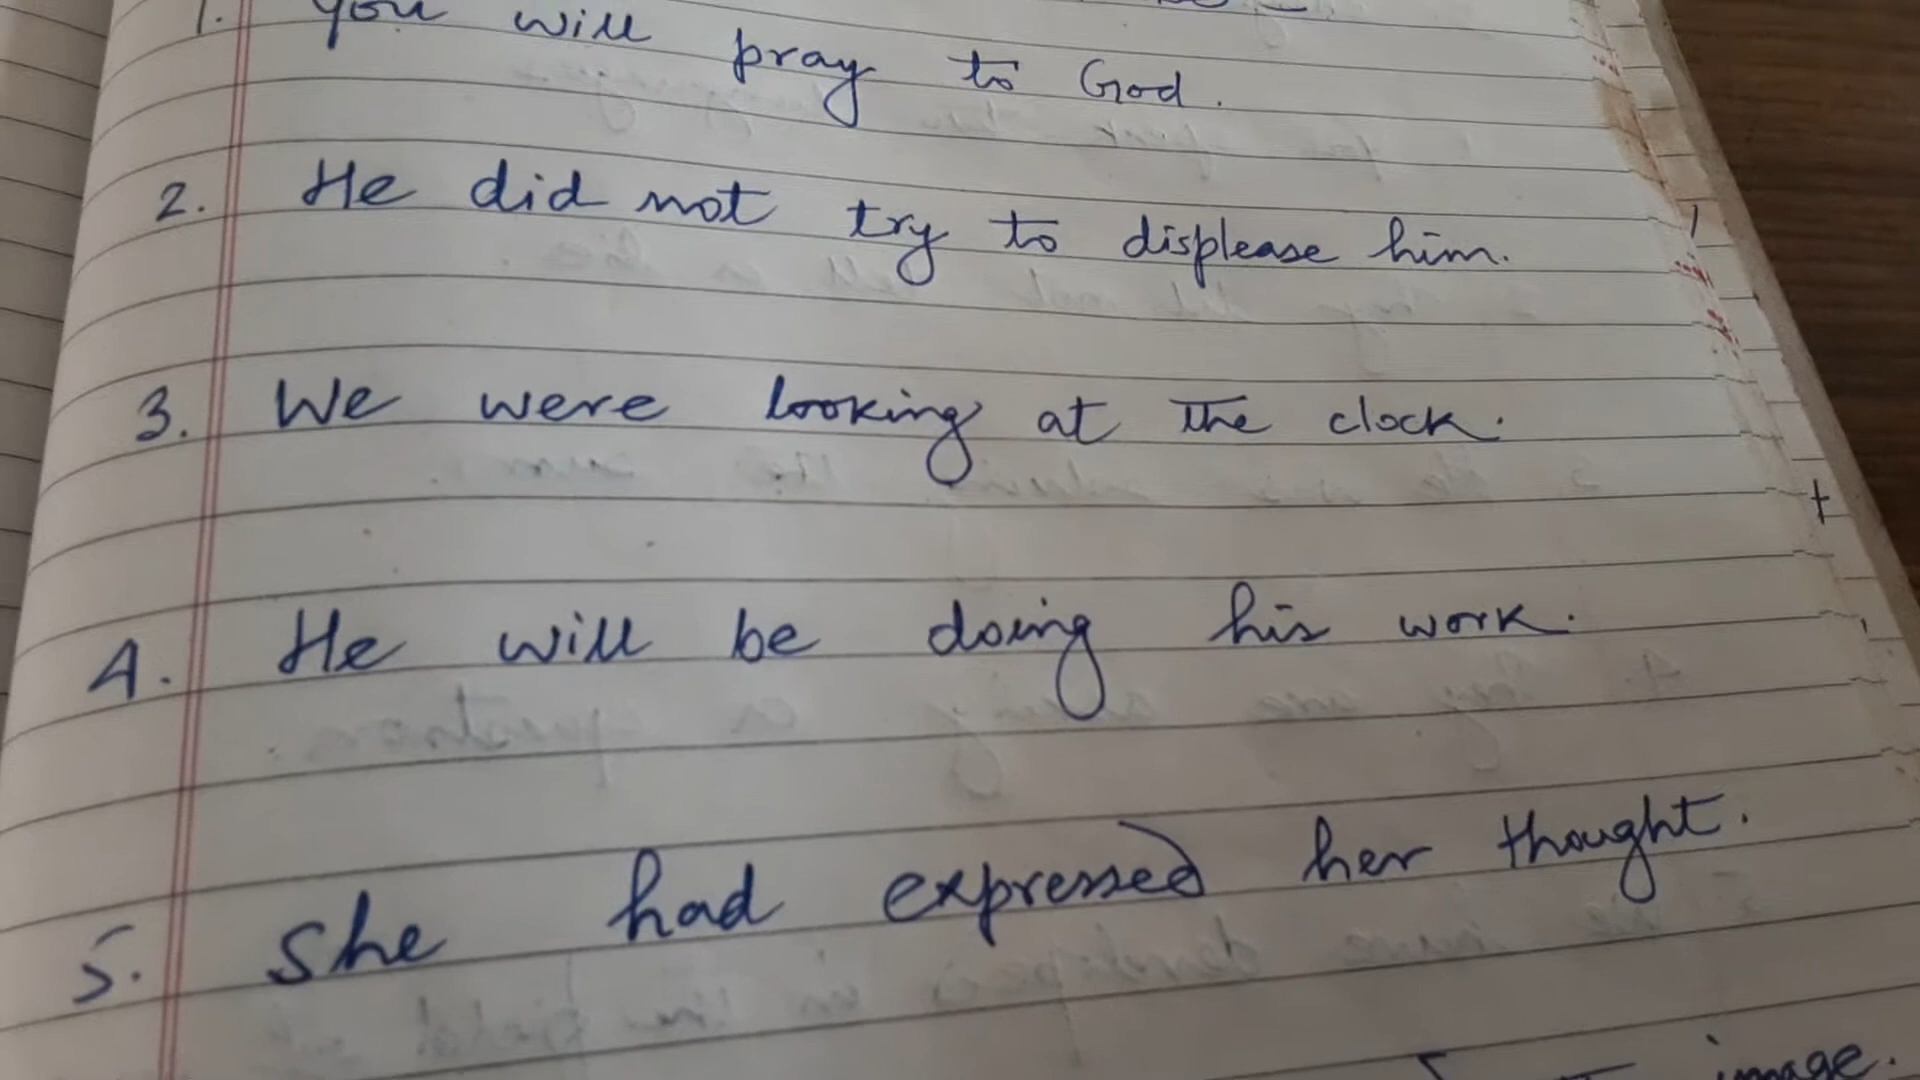 1. You will pray to God.
2. He did not try to displease him.
3. We were looking at the clock.
4. He will be doing his work.
5. She had expressed her thought.
image.